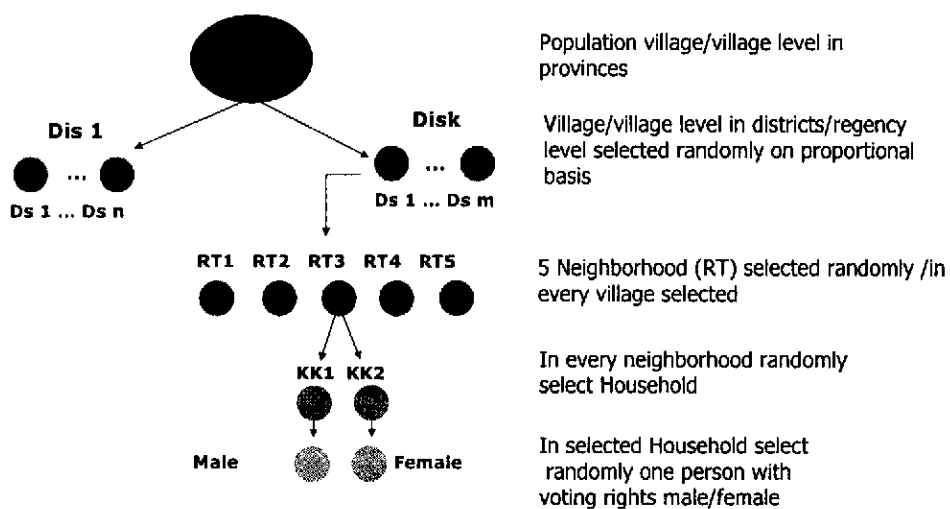 Population village/village level in
provinces
Dis 1
Disk
Village/village level in districts/regency
level selected randomly on proportional
basis
... ...
Ds 1 ... Ds n
Ds 1 ... Ds m
RT1 RT2 RT3 RT4 RT5
5 Neighborhood (RT) selected randomly /in
every village selected
KK1 KK2
In every neighborhood randomly
select Household
Male
Female
In selected Household select
randomly one person with
voting rights male/female